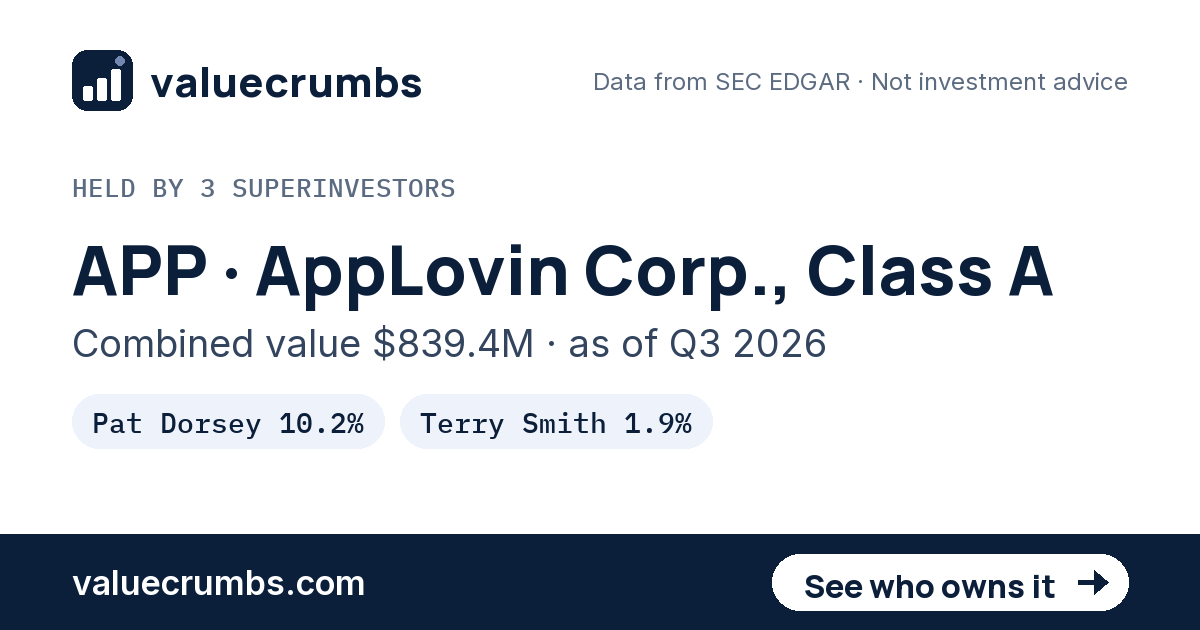 valuecrumbs
Data from SEC EDGAR · Not investment advice
HELD BY 3 SUPERINVESTORS
APP · AppLovin Corp., Class A
Combined value $839.4M · as of Q3 2026
Pat Dorsey 10.2%
Terry Smith 1.9%
valuecrumbs.com
See who owns it →